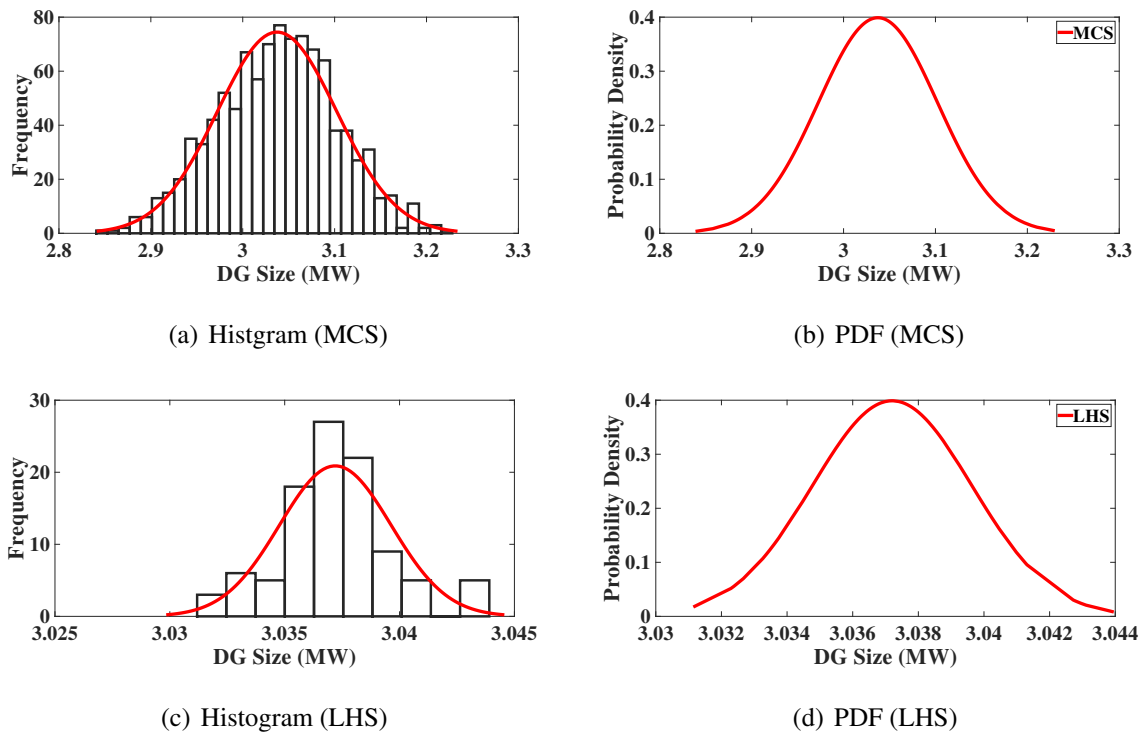 80
60
40
20
0
Frequency
2.8 2.9 3 3.1 3.2 3.3
DG Size (MW)
(a) Histgram (MCS)
0.4
0.3
0.2
0.1
0
Probability Density
MCS
2.8 2.9 3 3.1 3.2 3.3
DG Size (MW)
(b) PDF (MCS)
30
20
10
0
Frequency
3.025 3.03 3.035 3.04 3.045
DG Size (MW)
(c) Histogram (LHS)
0.4
0.3
0.2
0.1
0
Probability Density
LHS
3.03 3.032 3.034 3.036 3.038 3.04 3.042 3.044
DG Size (MW)
(d) PDF (LHS)